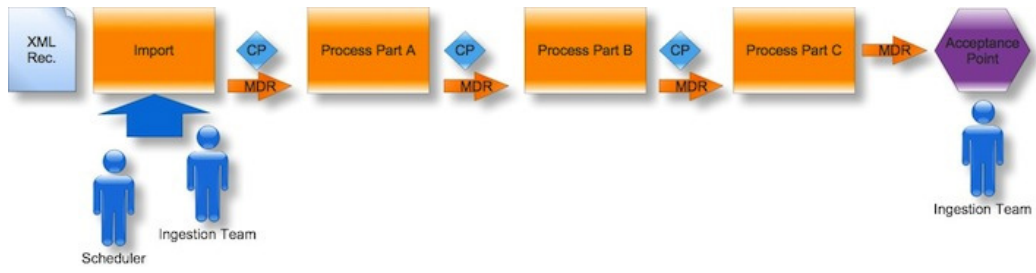 XML
Rec.
Import
CP
MDR
Process Part A
CP
MDR
Process Part B
CP
MDR
Process Part C
MDR
Acceptance
Point
Scheduler
Ingestion Team
Ingestion Team